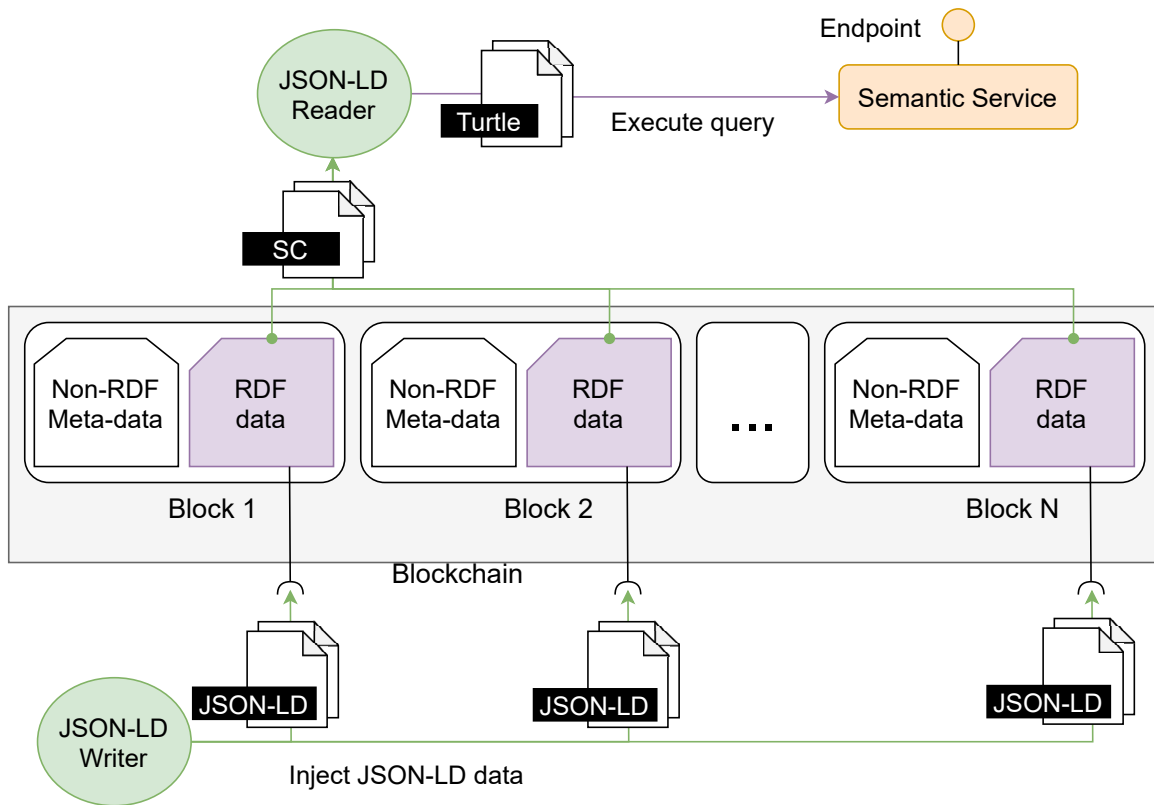 Endpoint
JSON-LD
Reader
Turtle
Execute query
Semantic Service
SC
Non-RDF
Meta-data
RDF
data
Non-RDF
Meta-data
RDF
data
...
Non-RDF
Meta-data
RDF
data
Block 1
Block 2
Block N
Blockchain
JSON-LD
JSON-LD
JSON-LD
JSON-LD
Writer
Inject JSON-LD data